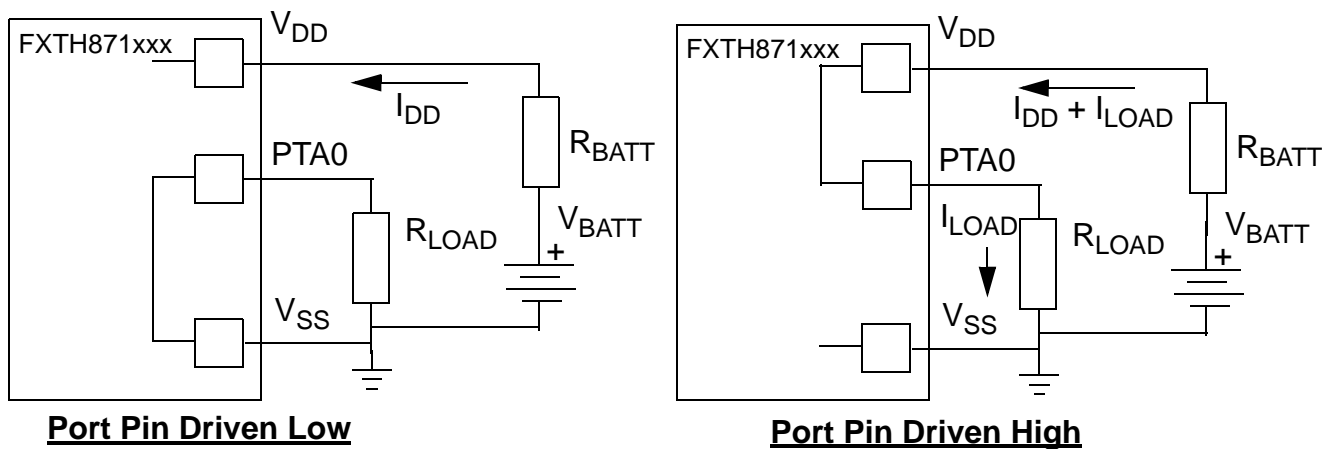 FXTH871xxx
VDD
IDD
RBATT
PTA0
RLOAD
VBATT
+
VSS
Port Pin Driven Low
FXTH871xxx
VDD
IDD + ILOAD
RBATT
PTA0
ILOAD
RLOAD
VBATT
+
VSS
Port Pin Driven High